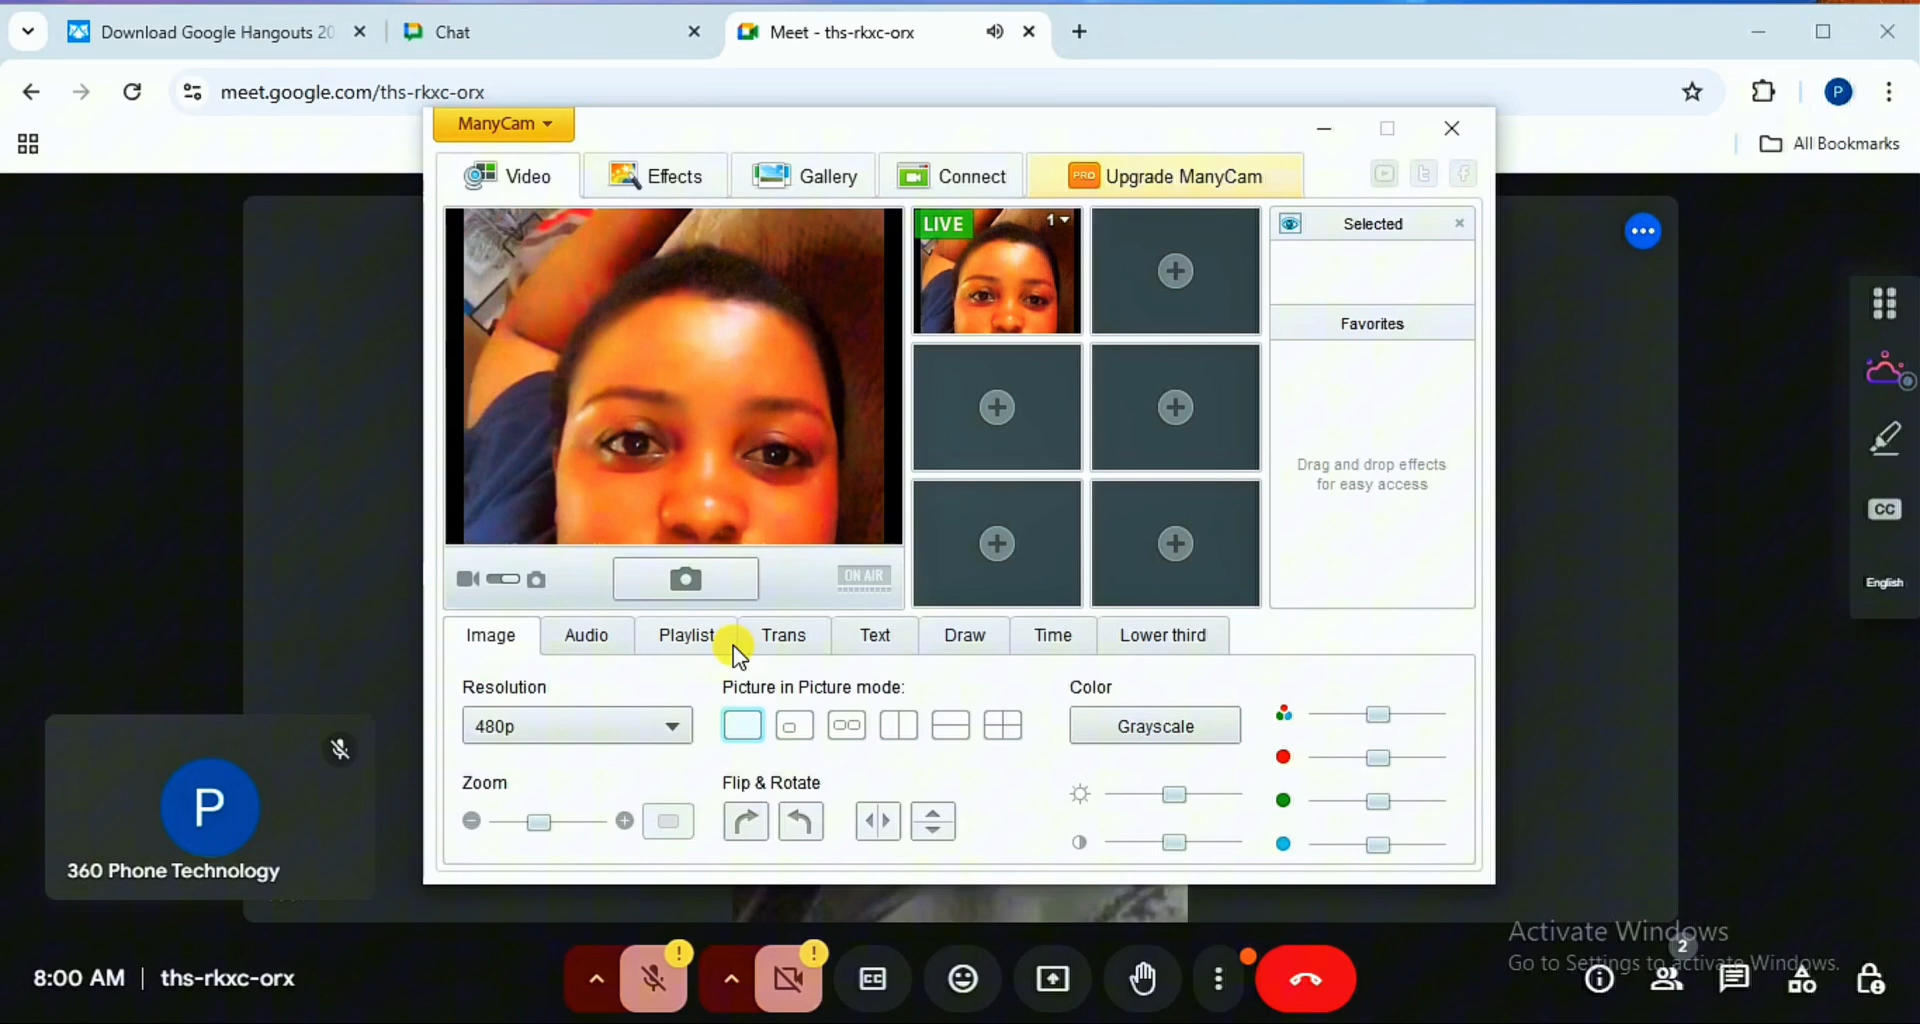 Download Google Hangouts 20
Chat
Meet - ths-rkxc-orx
meet.google.com/ths-rkxc-orx
P
All Bookmarks
ManyCam
Video
Effects
Gallery
Connect
PRO
Upgrade ManyCam
LIVE
1
Selected
Favorites
Drag and drop effects
for easy access
ON AIR
CC
English
Image
Audio
Playlist
Trans
Text
Draw
Time
Lower third
Resolution
480p
Picture in Picture mode:
Color
Grayscale
Zoom
Flip & Rotate
P
360 Phone Technology
8:00 AM
ths-rkxc-orx
!
!
CC
Activate Windows
Go to Settings to activate Windows.
2